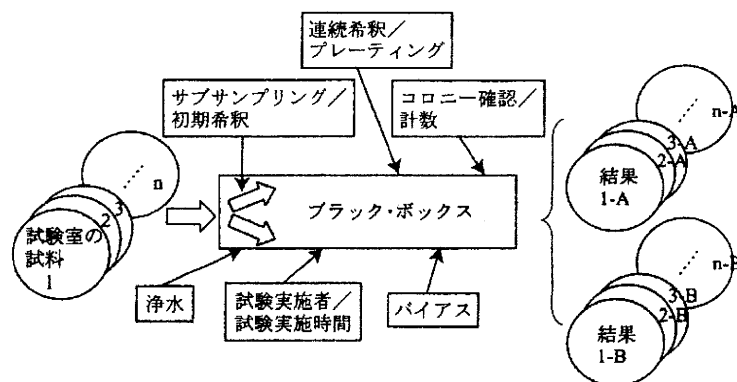 連続希釈／
プレーティング
サブサンプリング／
初期希釈
コロニー確認／
計数
n
3
2
試験室の
試料
1
ブラック・ボックス
n-A
3-A
2-A
結果
1-A
浄水
試験実施者／
試験実施時間
バイアス
n-B
3-B
2-B
結果
1-B